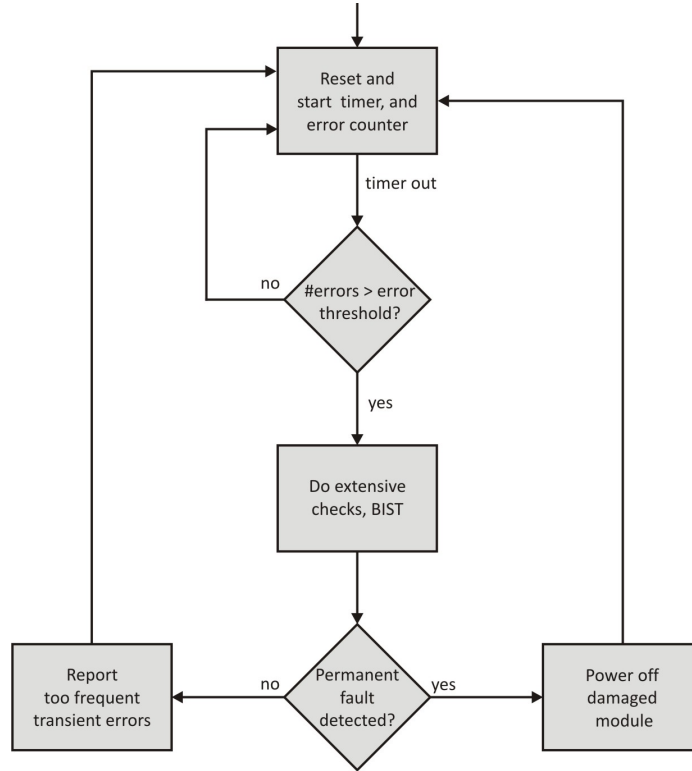 Reset and
start timer, and
error counter
timer out
no
#errors > error
threshold?
yes
Do extensive
checks, BIST
Report
too frequent
transient errors
no
Permanent
fault
detected?
yes
Power off
damaged
module